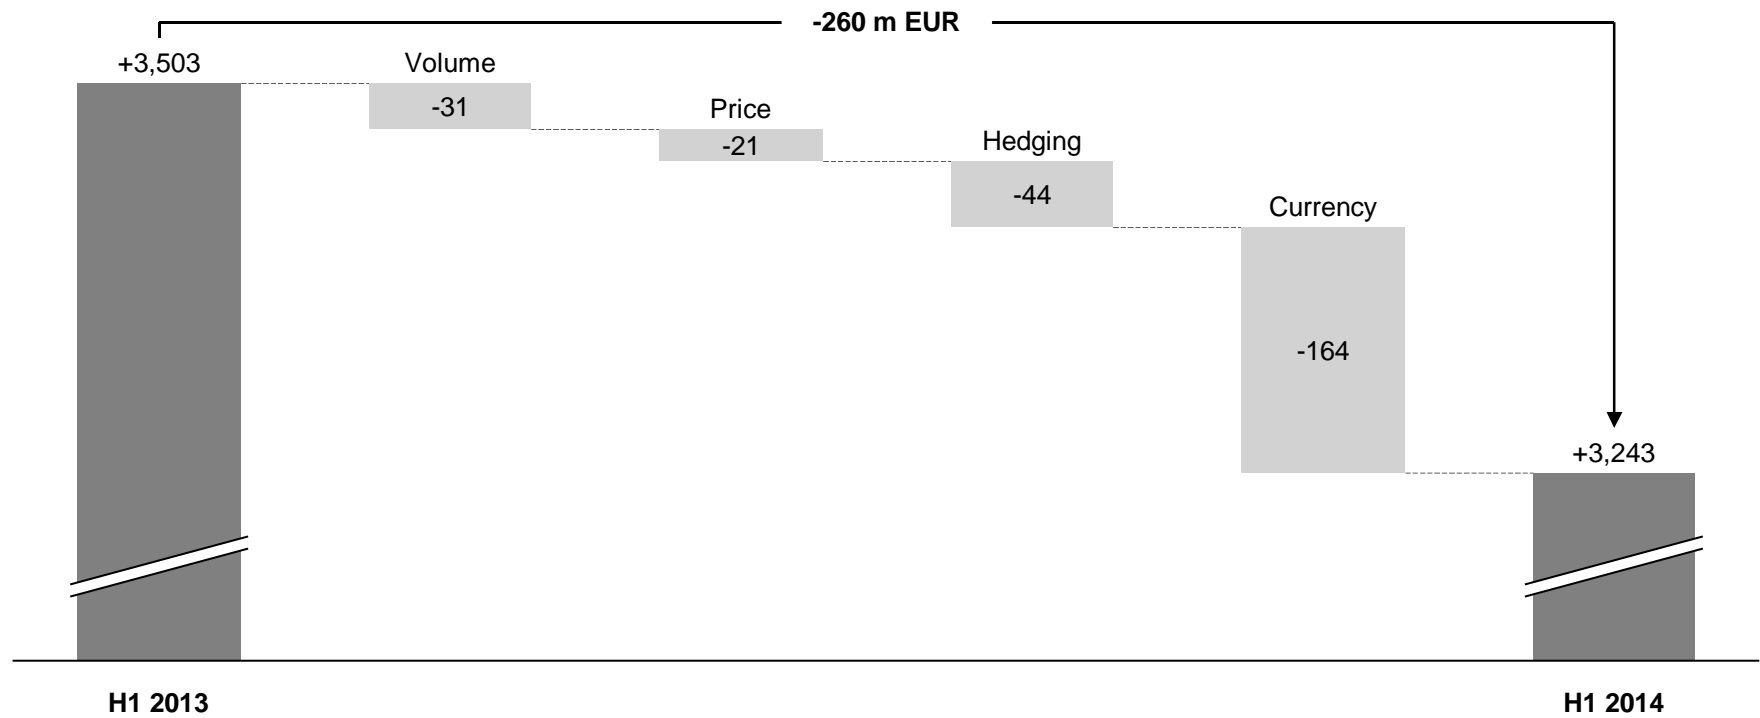 -260 m EUR
+3,503
Volume
-31
Price
-21
Hedging
-44
Currency
-164
+3,243
H1 2013
H1 2014